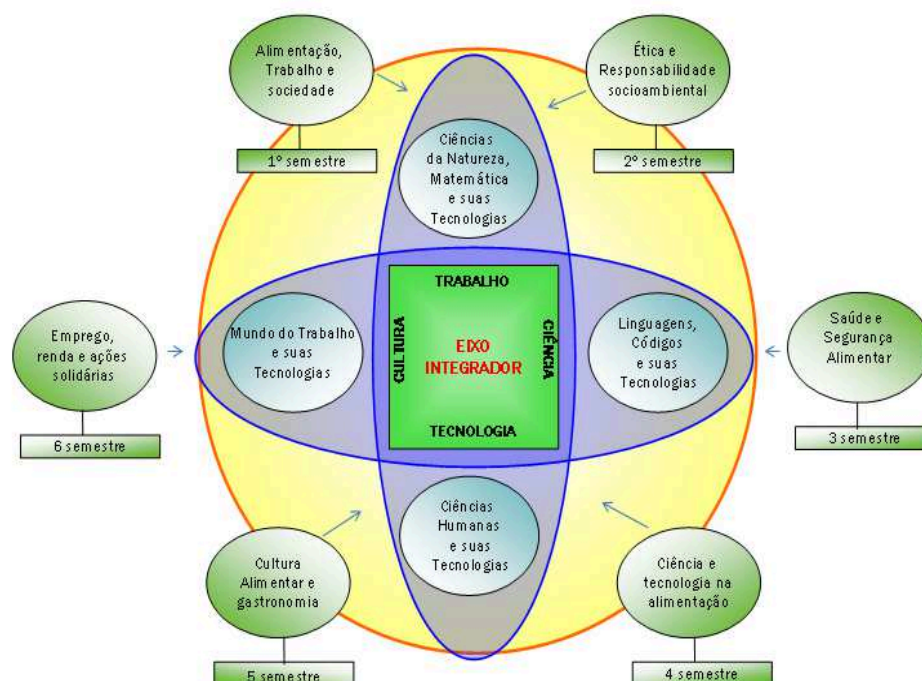 Alimentação,
Trabalho e
sociedade
1º semestre
Ética e
Responsabilidade
socioambiental
2º semestre
Ciências
da Natureza,
Matemática
e suas
Tecnologias
Emprego,
renda e ações
solidárias
6 semestre
Mundo do Trabalho
e suas
Tecnologias
TRABALHO
CULTURA
EIXO
INTEGRADOR
CIÊNCIA
TECNOLOGIA
Linguagens,
Códigos
e suas
Tecnologias
Saúde e
Segurança
Alimentar
3 semestre
Ciências
Humanas
e suas
Tecnologias
Cultura
Alimentar e
gastronomia
5 semestre
Ciência e
tecnologia na
alimentação
4 semestre